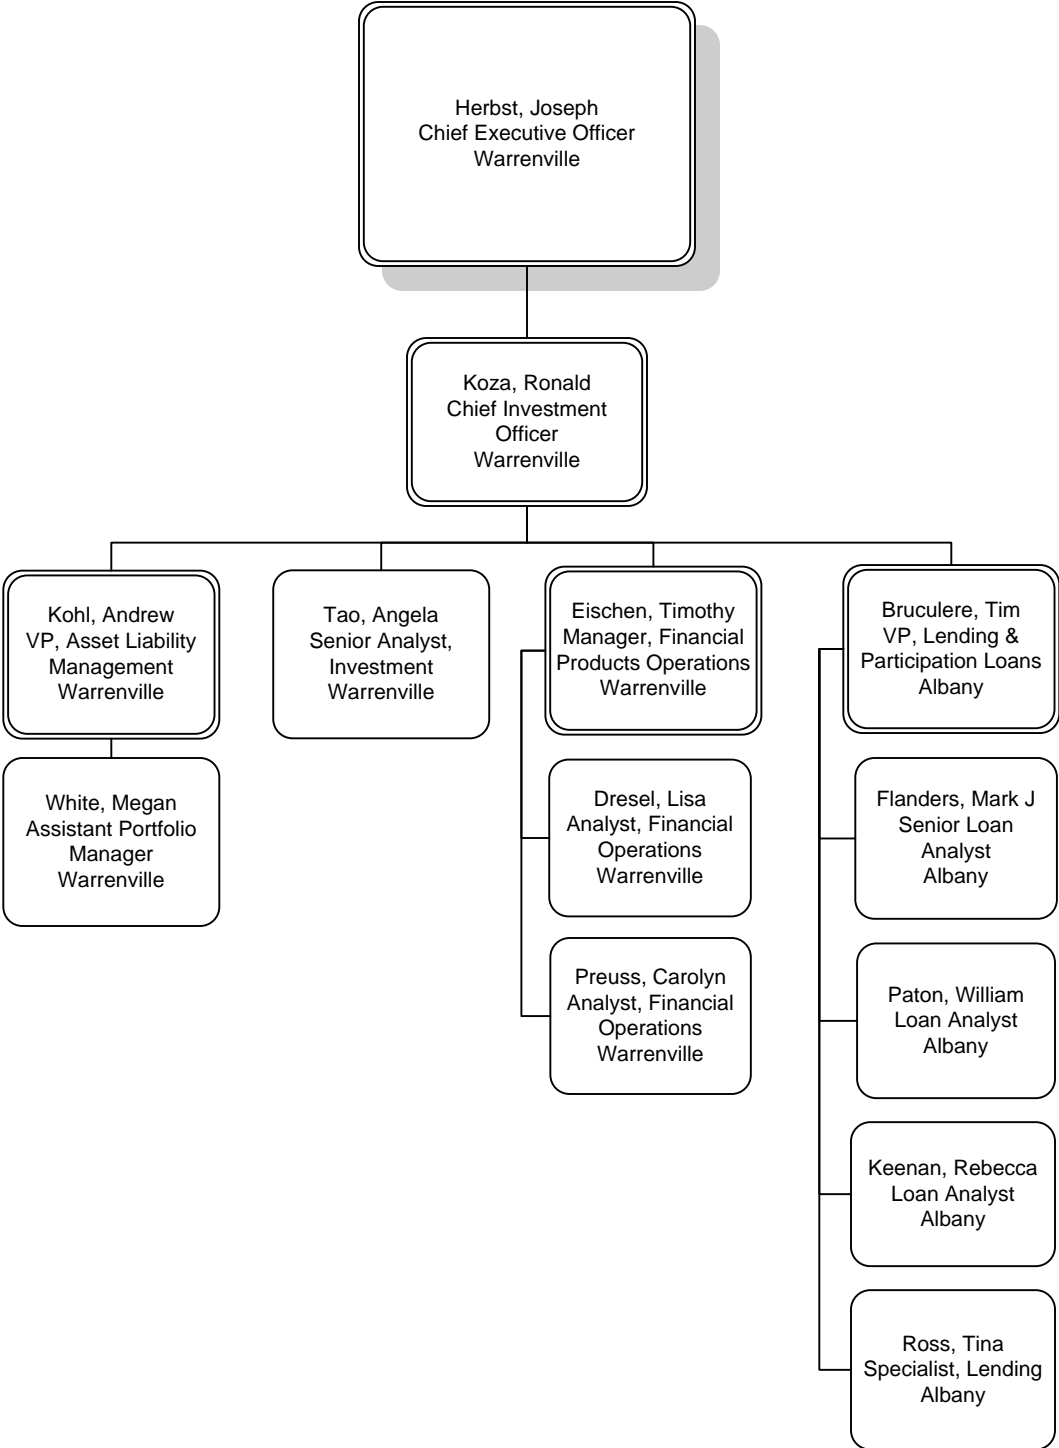 Herbst, Joseph
Chief Executive Officer
Warrenville
Koza, Ronald
Chief Investment
Officer
Warrenville
Kohl, Andrew
VP, Asset Liability
Management
Warrenville
Tao, Angela
Senior Analyst,
Investment
Warrenville
Eischen, Timothy
Manager, Financial
Products Operations
Warrenville
Bruculere, Tim
VP, Lending &
Participation Loans
Albany
White, Megan
Assistant Portfolio
Manager
Warrenville
Dresel, Lisa
Analyst, Financial
Operations
Warrenville
Flanders, Mark J
Senior Loan
Analyst
Albany
Preuss, Carolyn
Analyst, Financial
Operations
Warrenville
Paton, William
Loan Analyst
Albany
Keenan, Rebecca
Loan Analyst
Albany
Ross, Tina
Specialist, Lending
Albany